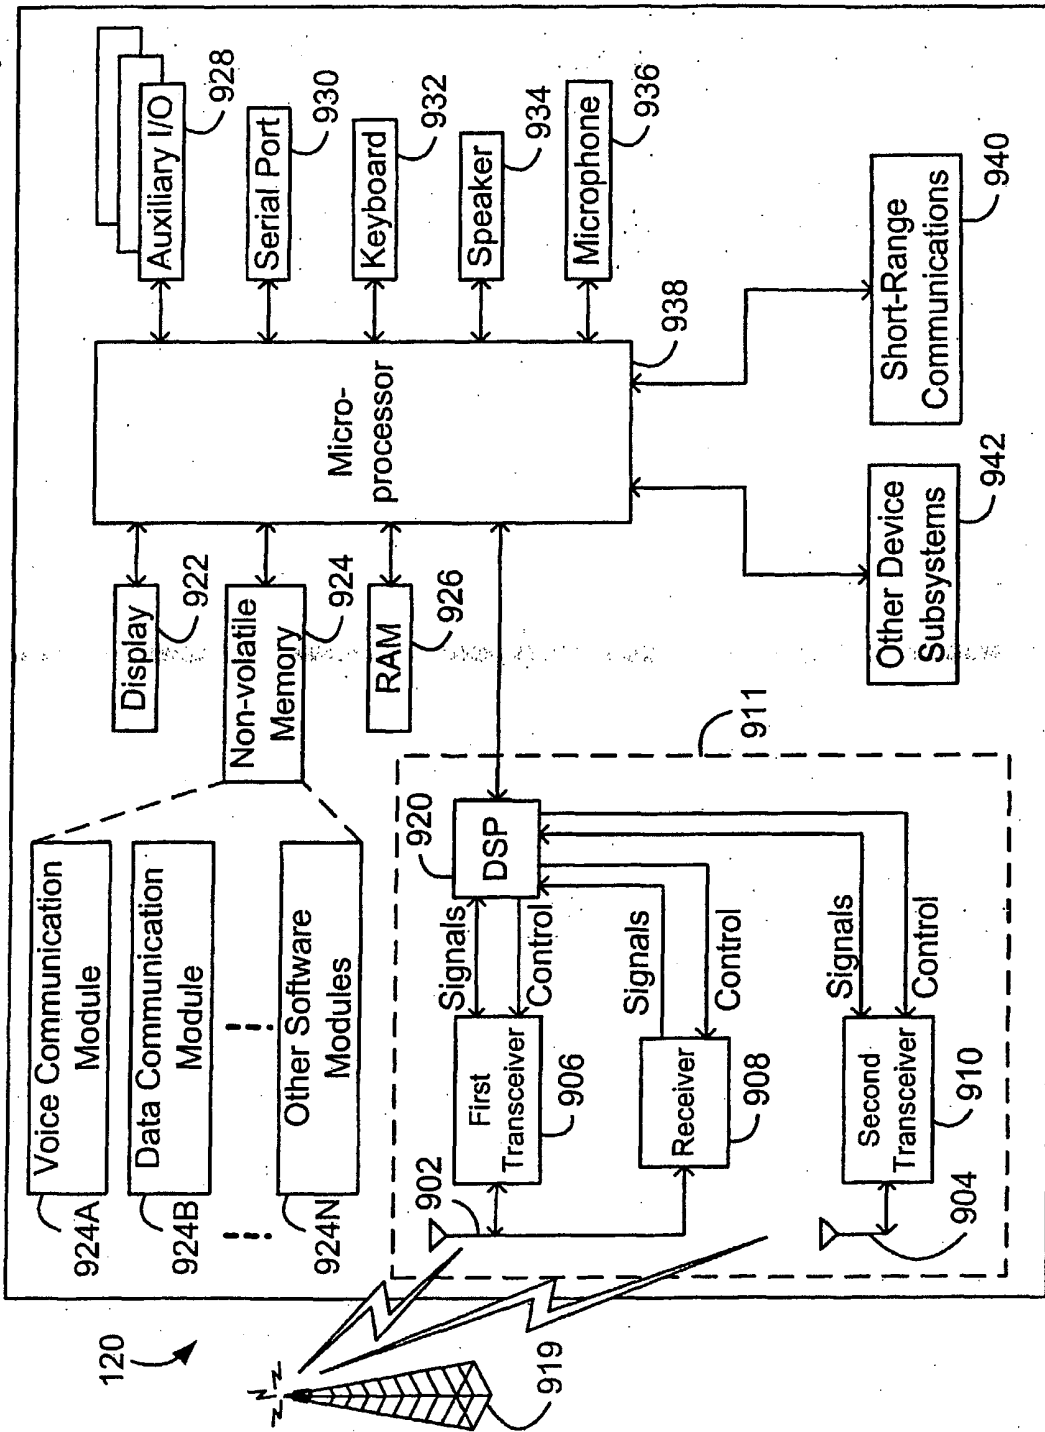 120
919
Voice Communication
Module
924A
Data Communication
Module
924B
Other Software
Modules
924N
Display
922
Non-volatile
Memory
924
RAM
926
Micro-
processor
938
Auxiliary I/O
928
Serial Port
930
Keyboard
932
Speaker
934
Microphone
936
Short-Range
Communications
940
Other Device
Subsystems
942
911
DSP
920
Signals
Control
Signals
Control
Signals
Control
First
Transceiver
906
Receiver
908
Second
Transceiver
910
902
904